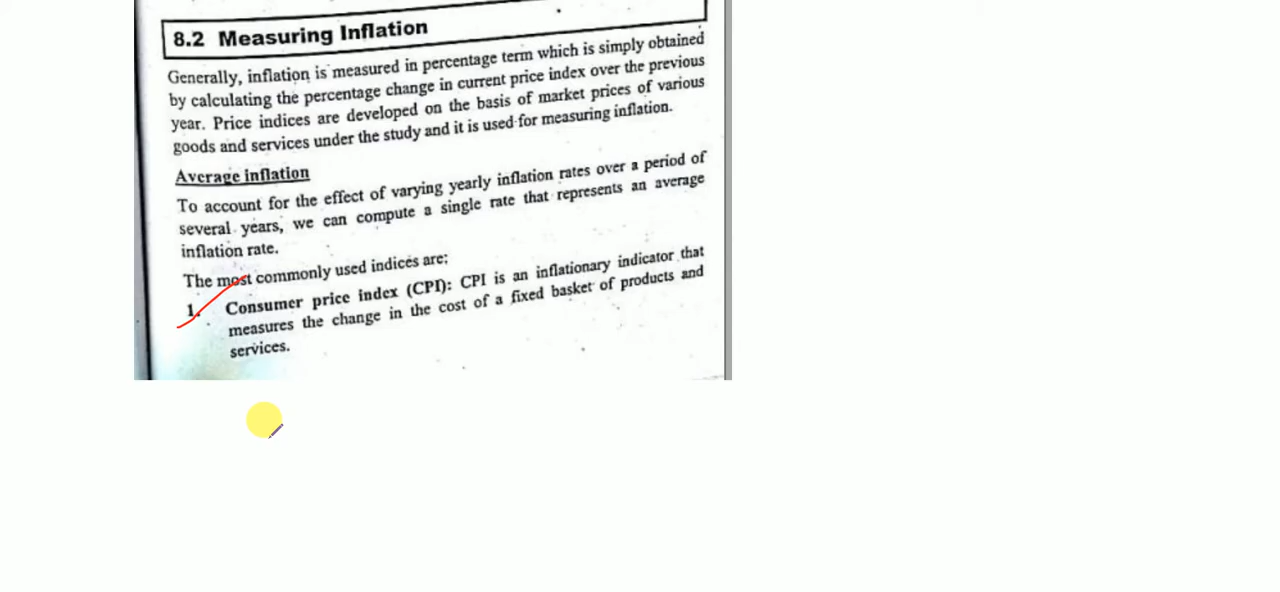 8.2 Measuring Inflation
Generally, inflation is measured in percentage term which is simply obtained
by calculating the percentage change in current price index over the previous
year. Price indices are developed on the basis of market prices of various
goods and services under the study and it is used for measuring inflation.
Average inflation
To account for the effect of varying yearly inflation rates over a period of
several years, we can compute a single rate that represents an average
inflation rate.
The most commonly used indices are:
1. Consumer price index (CPI): CPI is an inflationary indicator that
measures the change in the cost of a fixed basket of products and
services.